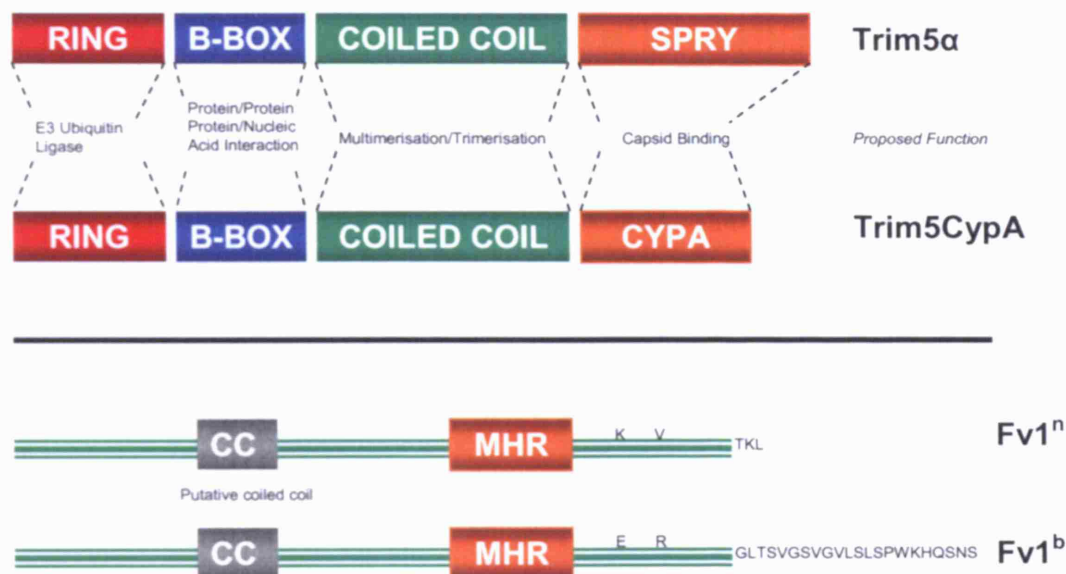 RING B-BOX COILED COIL SPRY Trim5α
Protein/Protein
E3 Ubiquitin Protein/Nucleic Multimerisation/Trimerisation Capsid Binding Proposed Function
Ligase Acid Interaction
RING B-BOX COILED COIL CYPA Trim5CypA
K V
CC MHR TKL Fv1ⁿ
Putative coiled coil
E R
CC MHR GLTSVGSVGVLSLSPWKHQSNS Fv1ᵇ